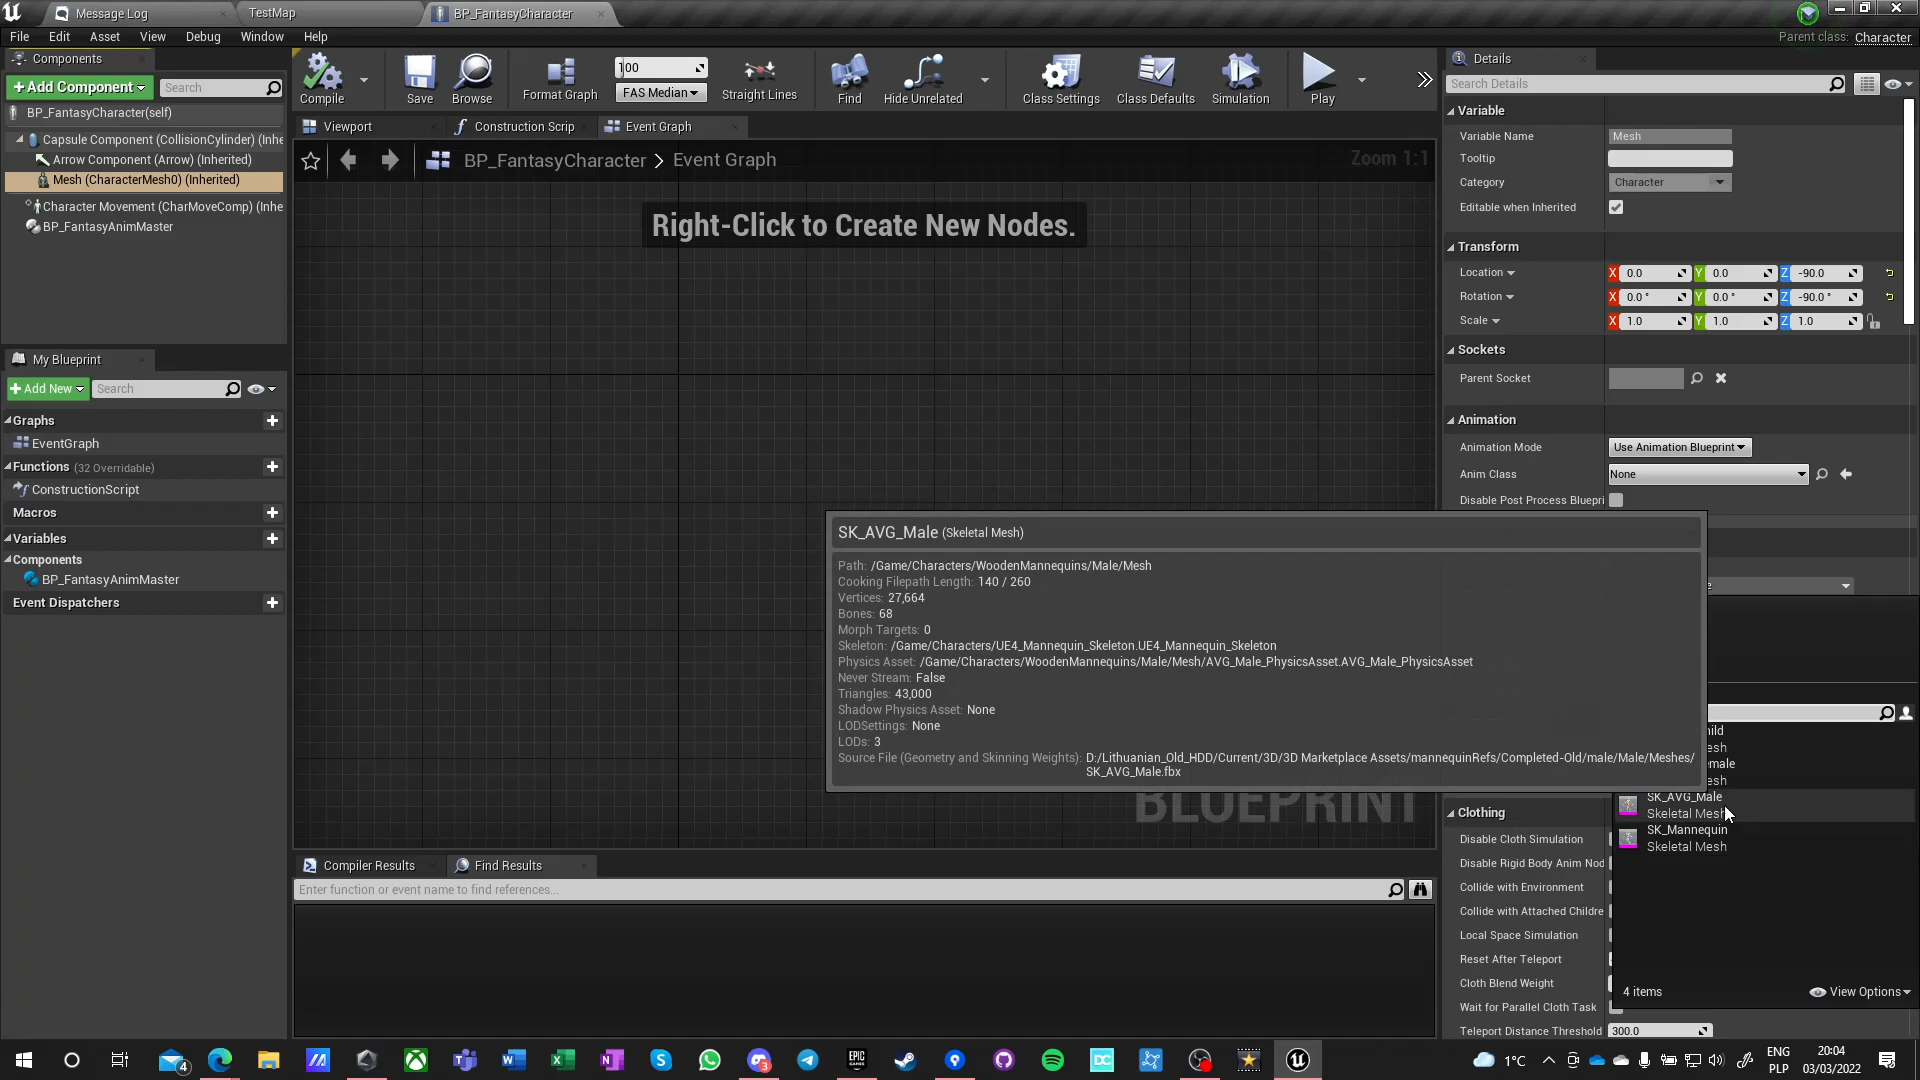 Message Log
TestMap
BP_FantasyCharacter
Parent class: Character
File Edit Asset View Debug Window Help
Components
+Add Component
Search
BP_FantasyCharacter(self)
Capsule Component (CollisionCylinder) (Inhe
Arrow Component (Arrow) (Inherited)
Mesh (CharacterMesh0) (Inherited)
Character Movement (CharMoveComp) (Inhe
BP_FantasyAnimMaster
My Blueprint
+Add New
Search
Graphs
EventGraph
Functions (32 Overridable)
ConstructionScript
Macros
Variables
Components
BP_FantasyAnimMaster
Event Dispatchers
Compile
Save
Browse
Format Graph
100
FAS Median
Straight Lines
Find
Hide Unrelated
Class Settings
Class Defaults
Simulation
Play
Viewport
Construction Scrip
Event Graph
BP_FantasyCharacter > Event Graph
Zoom 1:1
Right-Click to Create New Nodes.
BLUEPRINT
SK_AVG_Male (Skeletal Mesh)
Path: /Game/Characters/WoodenMannequins/Male/Mesh
Cooking Filepath Length: 140 / 260
Vertices: 27,664
Bones: 68
Morph Targets: 0
Skeleton: /Game/Characters/UE4_Mannequin_Skeleton.UE4_Mannequin_Skeleton
Physics Asset: /Game/Characters/WoodenMannequins/Male/Mesh/AVG_Male_PhysicsAsset.AVG_Male_PhysicsAsset
Never Stream: False
Triangles: 43,000
Shadow Physics Asset: None
LODSettings: None
LODs: 3
Source File (Geometry and Skinning Weights): D:/Lithuanian_Old_HDD/Current/3D/3D Marketplace Assets/mannequinRefs/Completed-Old/male/Male/Meshes/
SK_AVG_Male.fbx
Compiler Results
Find Results
Enter function or event name to find references...
Details
Search Details
Variable
Variable Name Mesh
Tooltip
Category Character
Editable when Inherited
Transform
Location X 0.0 Y 0.0 Z -90.0
Rotation X 0.0 ° Y 0.0 ° Z -90.0 °
Scale X 1.0 Y 1.0 Z 1.0
Sockets
Parent Socket
Animation
Animation Mode Use Animation Blueprint
Anim Class None
Disable Post Process Bluepri
SK_AVG_Male
Skeletal Mesh
SK_Mannequin
Skeletal Mesh
4 items
View Options
Clothing
Disable Cloth Simulation
Disable Rigid Body Anim Nod
Collide with Environment
Collide with Attached Childre
Local Space Simulation
Reset After Teleport
Cloth Blend Weight
Wait for Parallel Cloth Task
Teleport Distance Threshold 300.0
4
3
1°C
ENG
PLP
20:04
03/03/2022